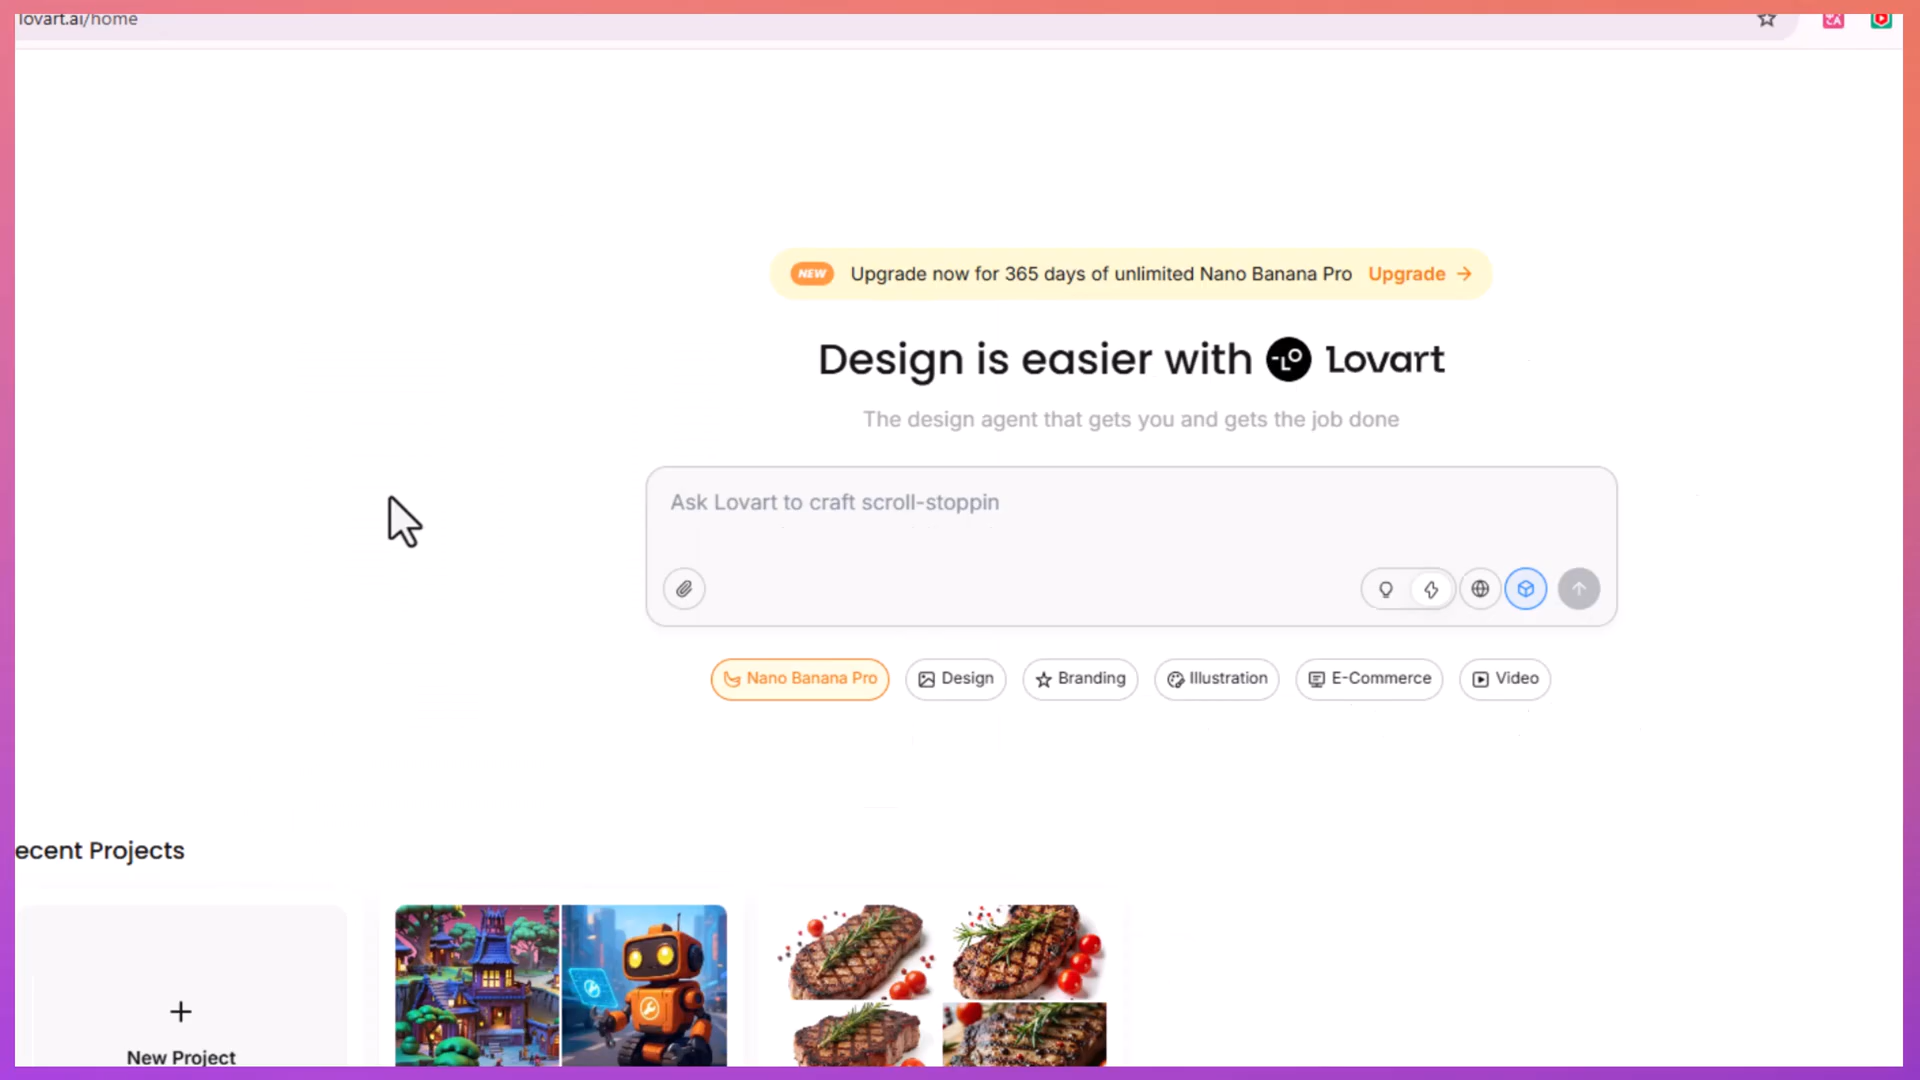 lovart.ai/home
NEW Upgrade now for 365 days of unlimited Nano Banana Pro Upgrade →
Design is easier with Lovart
The design agent that gets you and gets the job done
Ask Lovart to craft scroll-stoppin
Nano Banana Pro Design Branding Illustration E-Commerce Video
ecent Projects
New Project